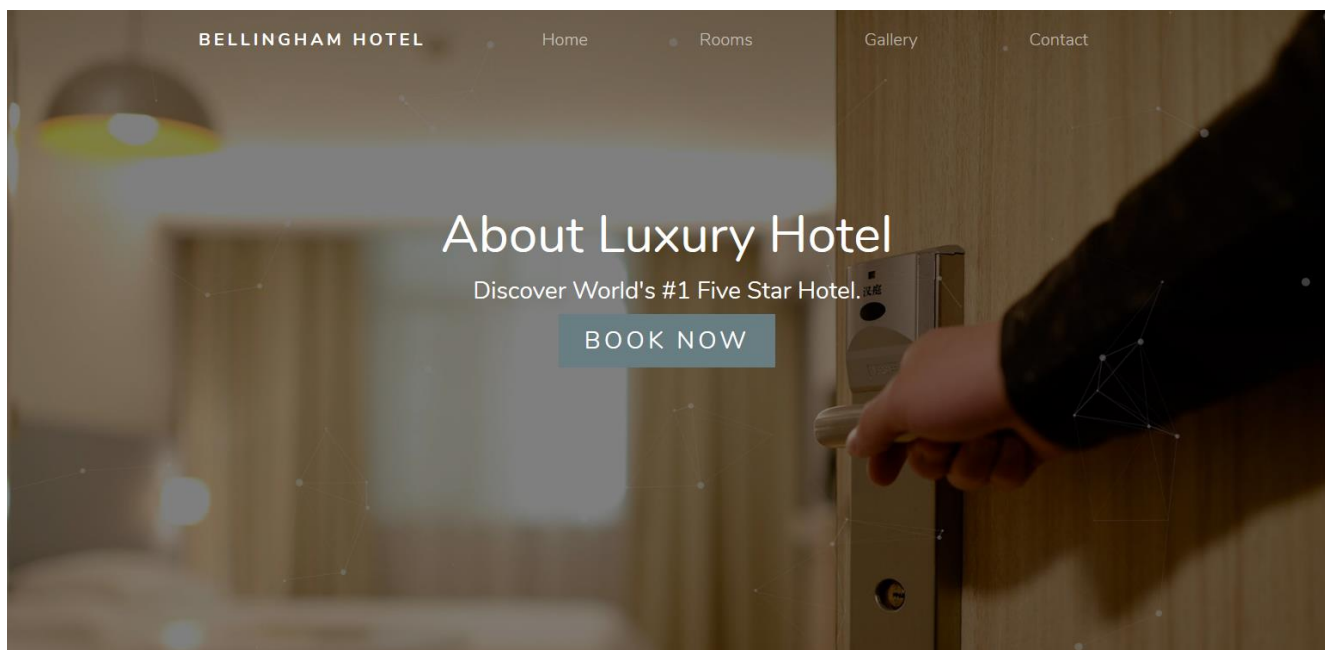 BELLINGHAM HOTEL Home Rooms Gallery Contact
About Luxury Hotel
Discover World's #1 Five Star Hotel.
BOOK NOW